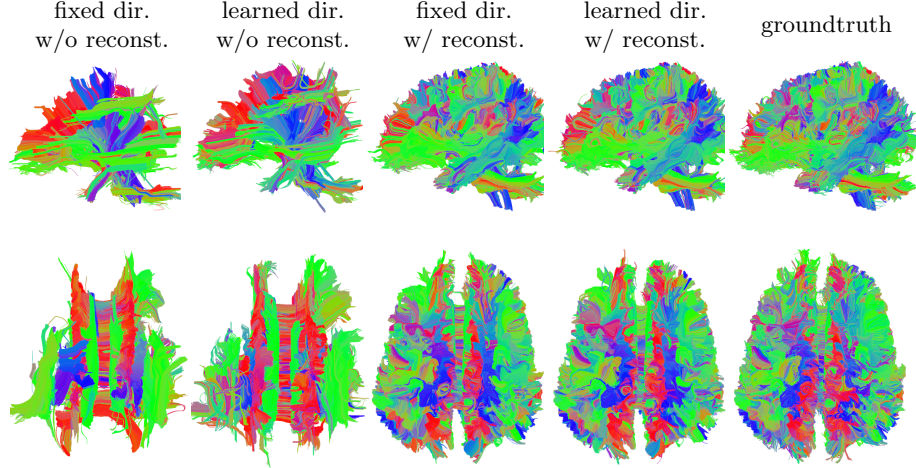 fixed dir.
w/o reconst.
learned dir.
w/o reconst.
fixed dir.
w/ reconst.
learned dir.
w/ reconst.
groundtruth